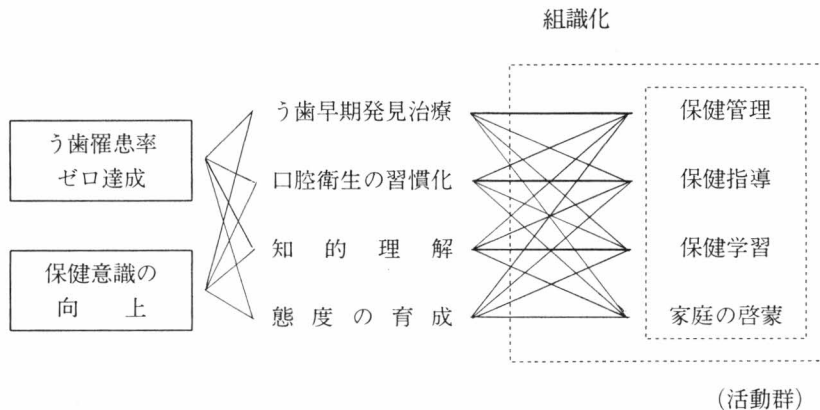 組織化
う歯罹患率
ゼロ達成
保健意識の
向　　上
う歯早期発見治療
口腔衛生の習慣化
知　的　理　解
態　度　の　育　成
保健管理
保健指導
保健学習
家庭の啓蒙
(活動群)